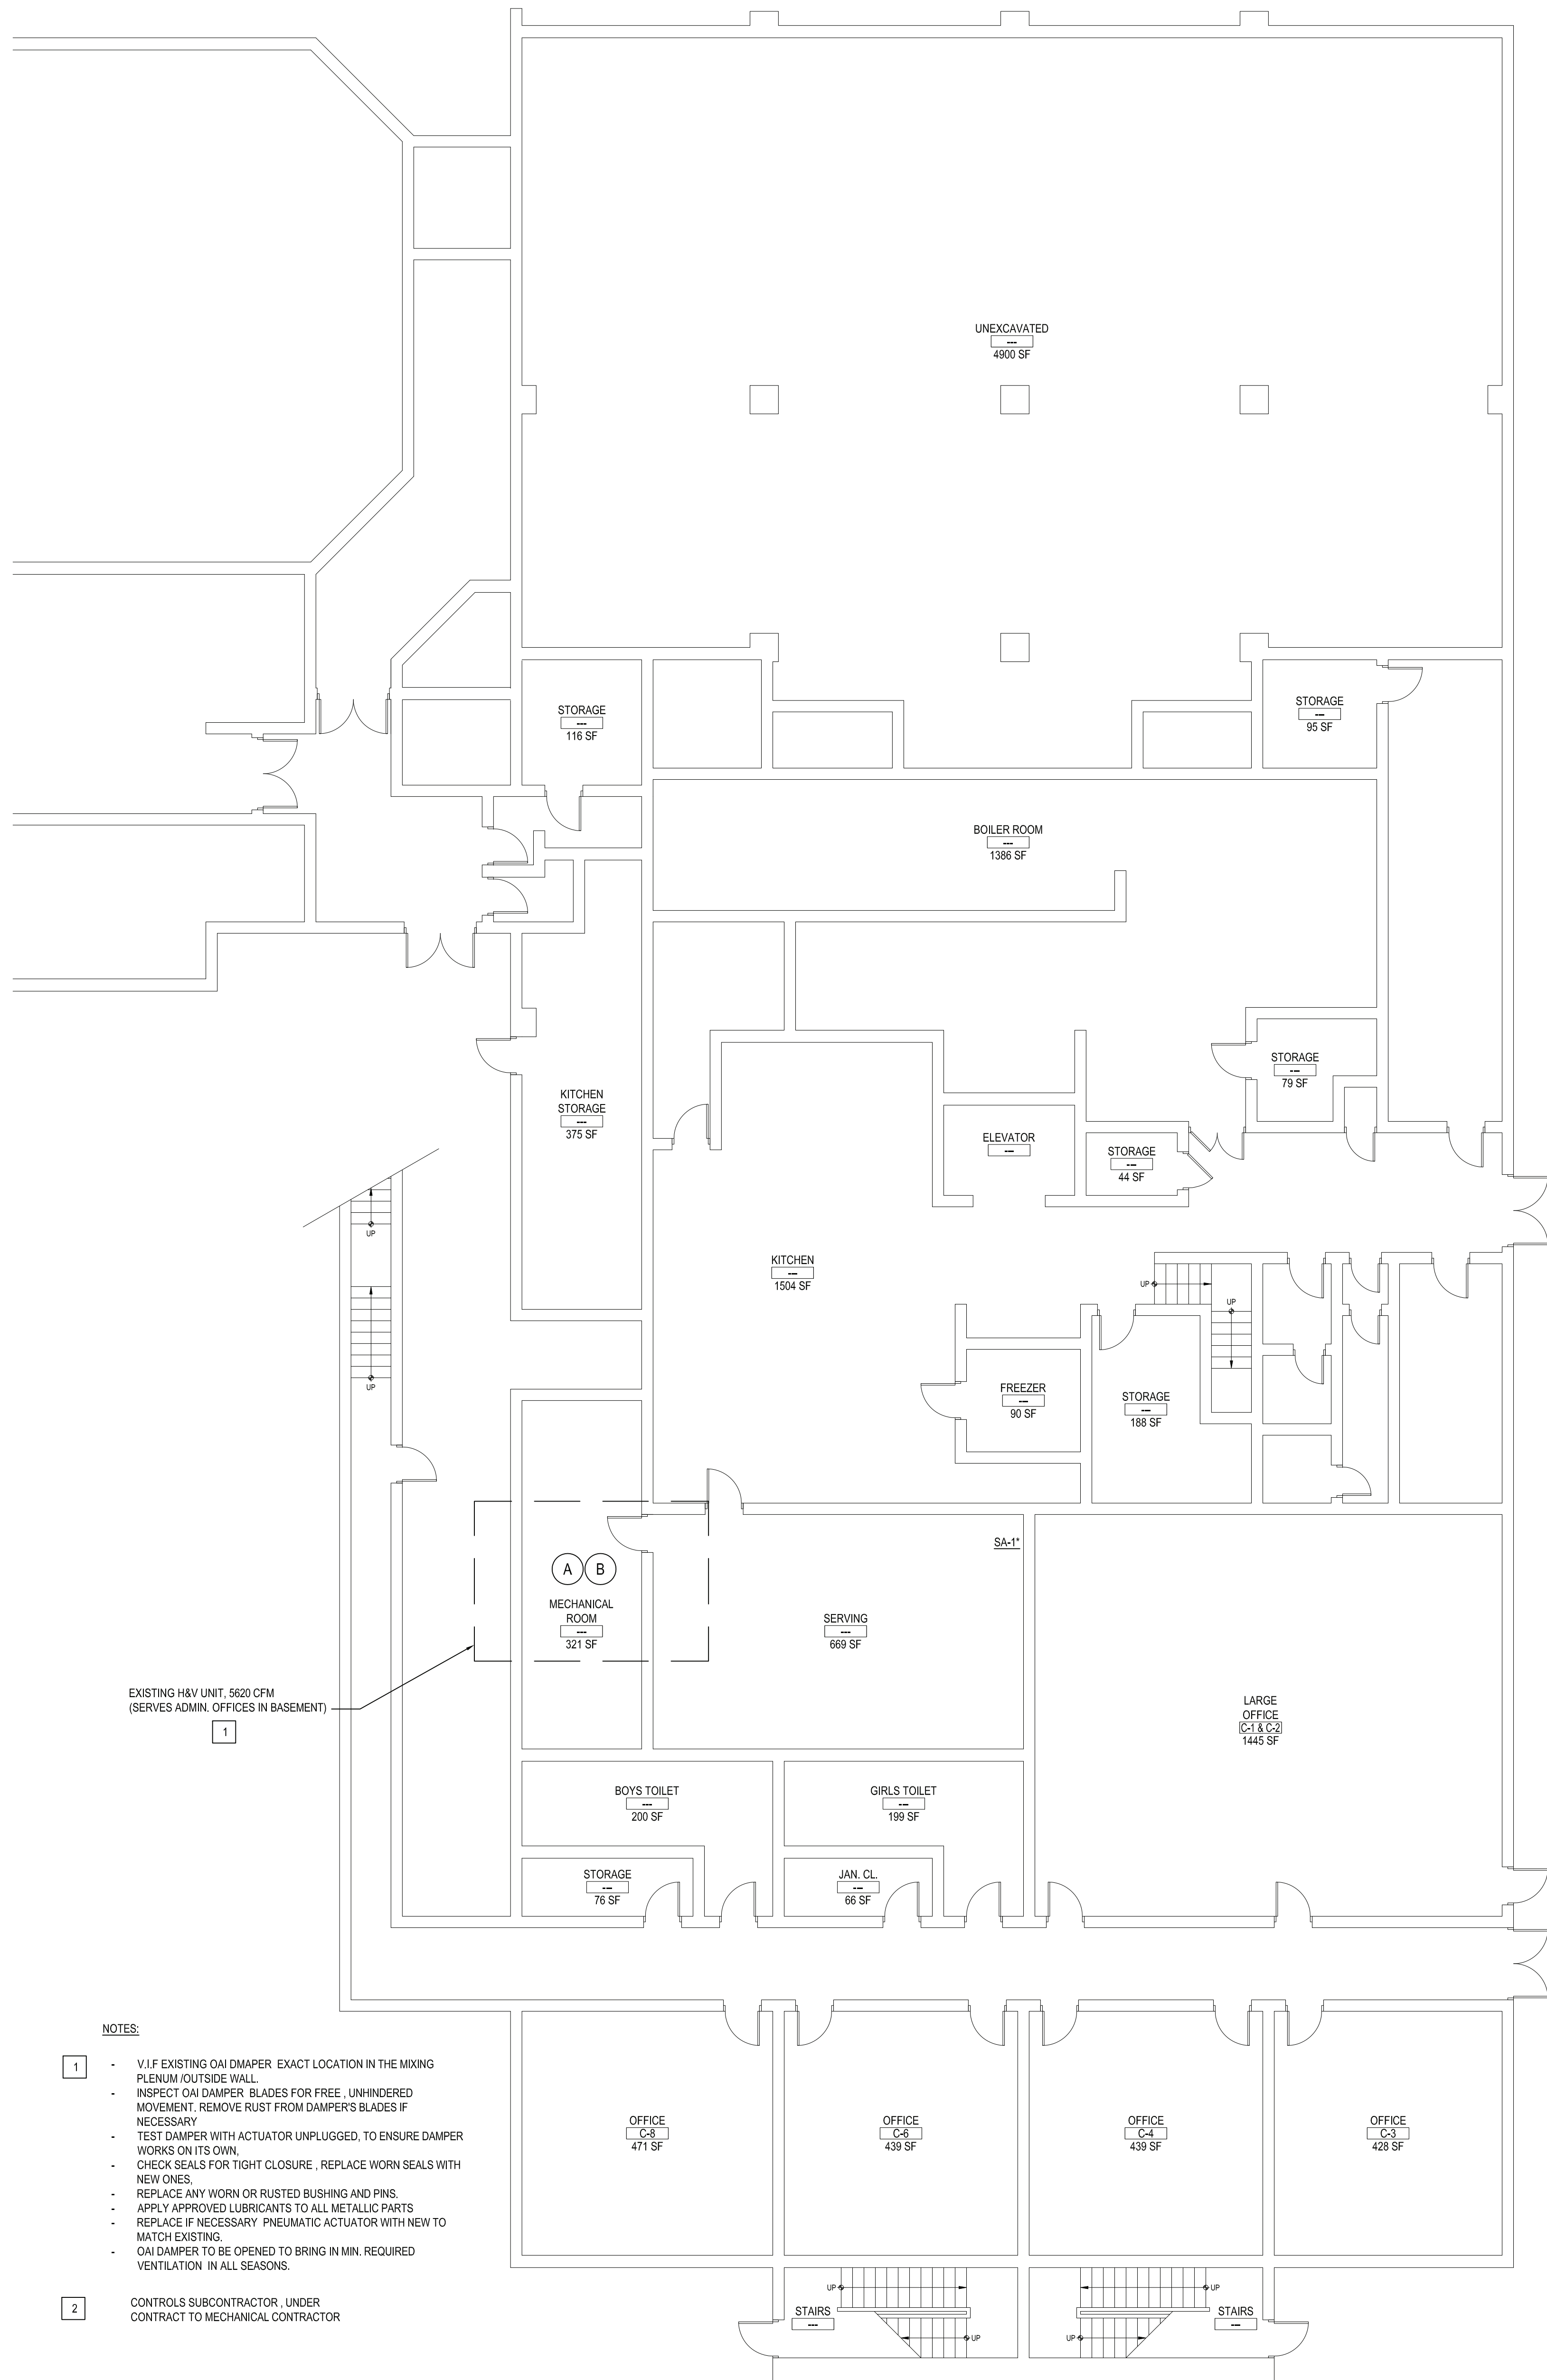 UNEXCAVATED
---
4900 SF
STORAGE
---
116 SF
STORAGE
---
95 SF
BOILER ROOM
---
1386 SF
STORAGE
---
79 SF
KITCHEN
STORAGE
---
375 SF
ELEVATOR
---
STORAGE
---
44 SF
UP
KITCHEN
---
1504 SF
UP
UP
UP
FREEZER
---
90 SF
STORAGE
---
188 SF
SA-1*
A B
MECHANICAL
ROOM
---
321 SF
SERVING
---
669 SF
EXISTING H&V UNIT, 5620 CFM
(SERVES ADMIN. OFFICES IN BASEMENT)
1
LARGE
OFFICE
C-1 & C-2
1445 SF
BOYS TOILET
---
200 SF
GIRLS TOILET
---
199 SF
STORAGE
---
76 SF
JAN. CL.
---
66 SF
OFFICE
C-8
471 SF
OFFICE
C-6
439 SF
OFFICE
C-4
439 SF
OFFICE
C-3
428 SF
NOTES:
1 - V.I.F EXISTING OAI DMAPER EXACT LOCATION IN THE MIXING
PLENUM /OUTSIDE WALL.
- INSPECT OAI DAMPER BLADES FOR FREE , UNHINDERED
MOVEMENT. REMOVE RUST FROM DAMPER'S BLADES IF
NECESSARY
- TEST DAMPER WITH ACTUATOR UNPLUGGED, TO ENSURE DAMPER
WORKS ON ITS OWN,
- CHECK SEALS FOR TIGHT CLOSURE , REPLACE WORN SEALS WITH
NEW ONES,
- REPLACE ANY WORN OR RUSTED BUSHING AND PINS.
- APPLY APPROVED LUBRICANTS TO ALL METALLIC PARTS
- REPLACE IF NECESSARY PNEUMATIC ACTUATOR WITH NEW TO
MATCH EXISTING.
- OAI DAMPER TO BE OPENED TO BRING IN MIN. REQUIRED
VENTILATION IN ALL SEASONS.
2 CONTROLS SUBCONTRACTOR , UNDER
CONTRACT TO MECHANICAL CONTRACTOR
UP
UP
STAIRS
---
STAIRS
---
UP
UP